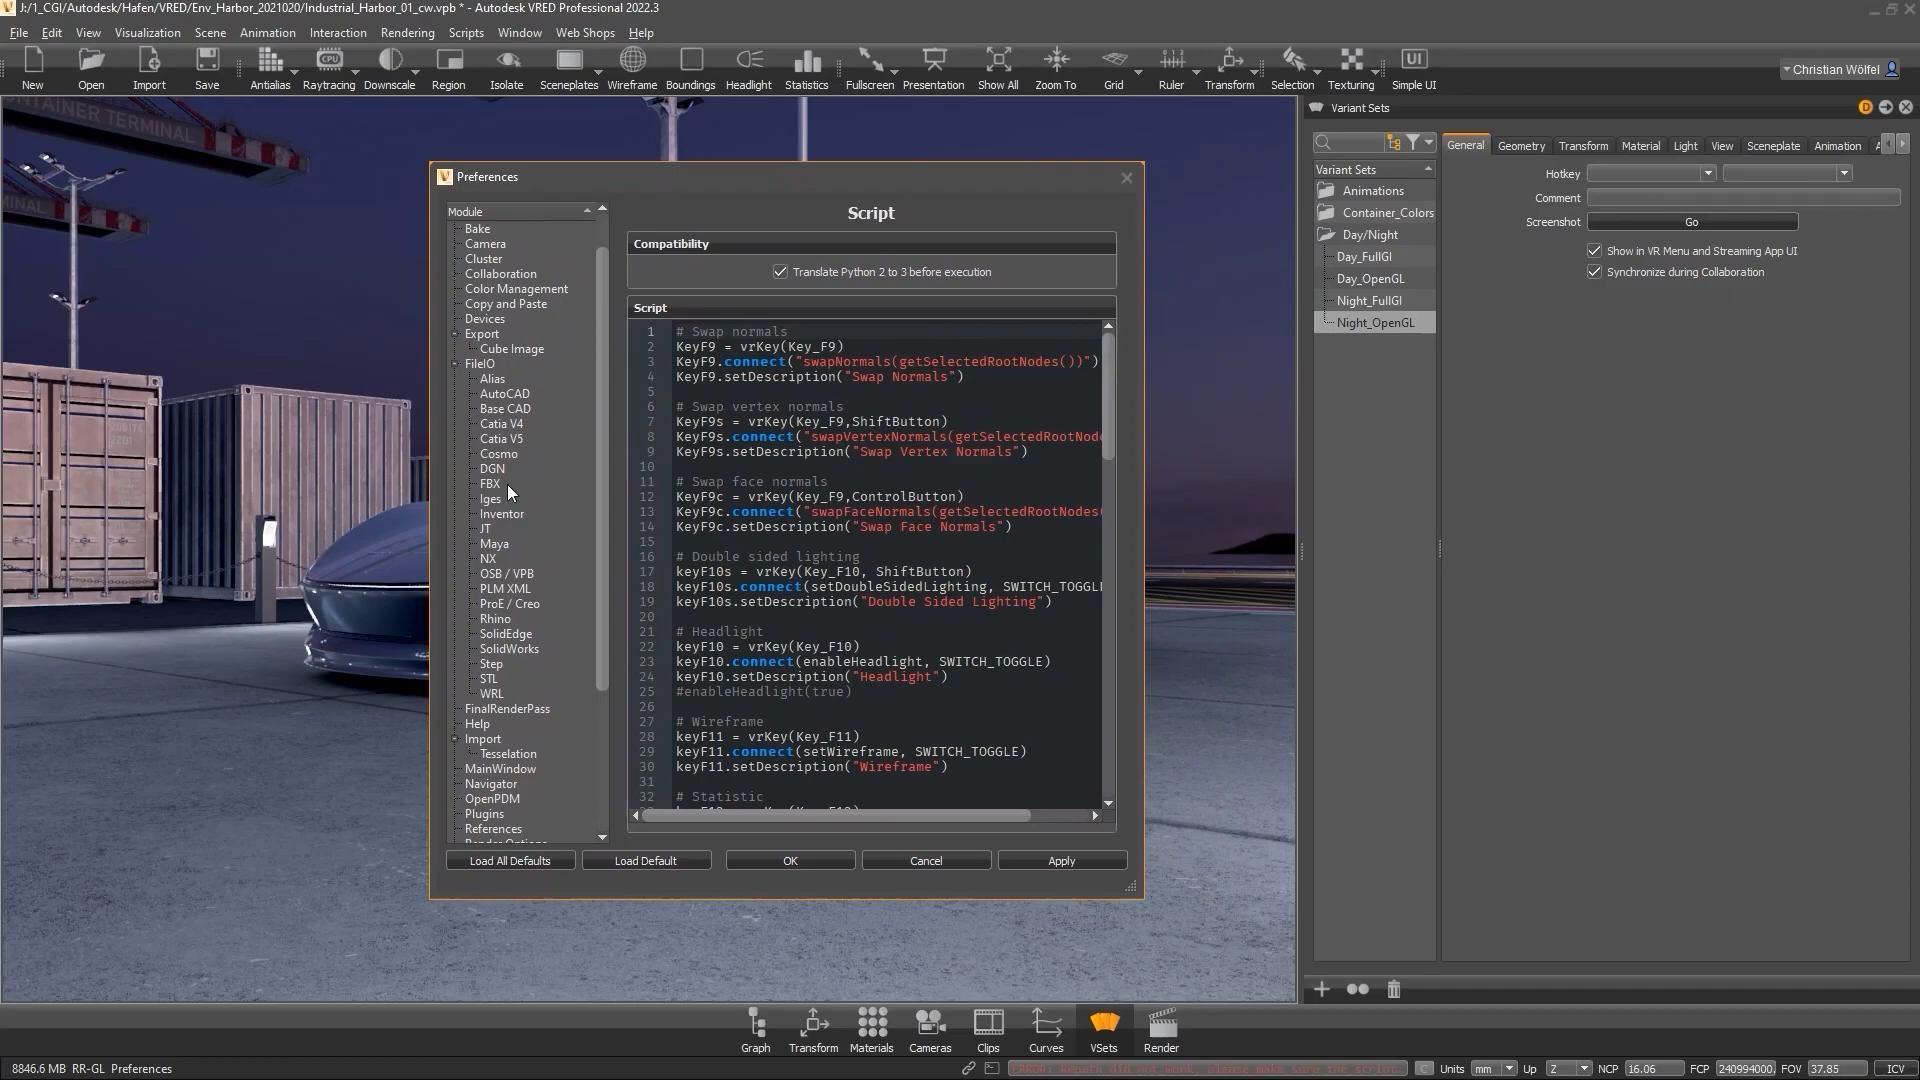 J:/1_CGI/Autodesk/Hafen/VRED/Env_Harbor_2021020/Industrial_Harbor_01_cw.vpb * - Autodesk VRED Professional 2022.3
File Edit View Visualization Scene Animation Interaction Rendering Scripts Window Web Shops Help
New Open Import Save Antialias Raytracing Downscale Region Isolate Sceneplates Wireframe Boundings Headlight Statistics Fullscreen Presentation Show All Zoom To Grid Ruler Transform Selection Texturing Simple UI
CPU
UI
Christian Wölfel
CONTAINER TERMINAL
MINAL
Variant Sets
D
General Geometry Transform Material Light View Sceneplate Animation
Variant Sets
Animations
Container_Colors
Day/Night
Day_FullGI
Day_OpenGL
Night_FullGI
Night_OpenGL
Hotkey
Comment
Screenshot Go
Show in VR Menu and Streaming App UI
Synchronize during Collaboration
Preferences
Module
Bake
Camera
Cluster
Collaboration
Color Management
Copy and Paste
Devices
Export
Cube Image
FileIO
Alias
AutoCAD
Base CAD
Catia V4
Catia V5
Cosmo
DGN
FBX
Iges
Inventor
JT
Maya
NX
OSB / VPB
PLM XML
ProE / Creo
Rhino
SolidEdge
SolidWorks
Step
STL
WRL
FinalRenderPass
Help
Import
Tesselation
MainWindow
Navigator
OpenPDM
Plugins
References
Render Options
Script
Compatibility
Translate Python 2 to 3 before execution
Script
1 # Swap normals
2 KeyF9 = vrKey(Key_F9)
3 KeyF9.connect("swapNormals(getSelectedRootNodes())")
4 KeyF9.setDescription("Swap Normals")
5
6 # Swap vertex normals
7 KeyF9s = vrKey(Key_F9,ShiftButton)
8 KeyF9s.connect("swapVertexNormals(getSelectedRootNod
9 KeyF9s.setDescription("Swap Vertex Normals")
10
11 # Swap face normals
12 KeyF9c = vrKey(Key_F9,ControlButton)
13 KeyF9c.connect("swapFaceNormals(getSelectedRootNodes
14 KeyF9c.setDescription("Swap Face Normals")
15
16 # Double sided lighting
17 keyF10s = vrKey(Key_F10, ShiftButton)
18 keyF10s.connect(setDoubleSidedLighting, SWITCH_TOGGL
19 keyF10s.setDescription("Double Sided Lighting")
20
21 # Headlight
22 keyF10 = vrKey(Key_F10)
23 keyF10.connect(enableHeadlight, SWITCH_TOGGLE)
24 keyF10.setDescription("Headlight")
25 #enableHeadlight(true)
26
27 # Wireframe
28 keyF11 = vrKey(Key_F11)
29 keyF11.connect(setWireframe, SWITCH_TOGGLE)
30 keyF11.setDescription("Wireframe")
31
32 # Statistic
Load All Defaults Load Default OK Cancel Apply
Graph Transform Materials Cameras Clips Curves VSets Render
8846.6 MB RR-GL Preferences
C Units mm Up Z NCP 16.06 FCP 240994000, FOV 37.85 ICV